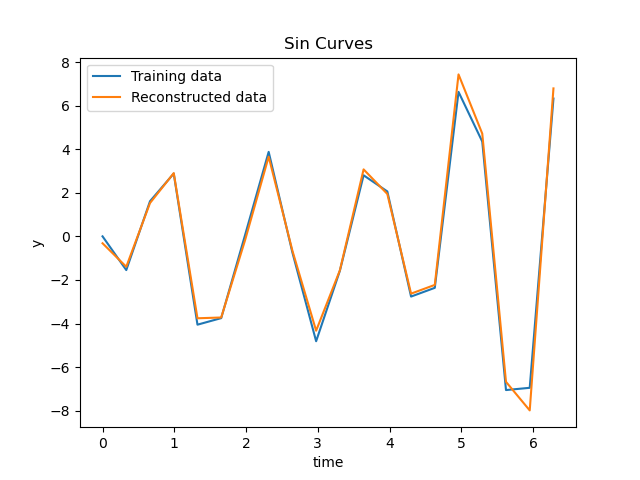 Sin Curves
Training data
Reconstructed data
8
6
4
2
0
−2
−4
−6
−8
y
0 1 2 3 4 5 6
time